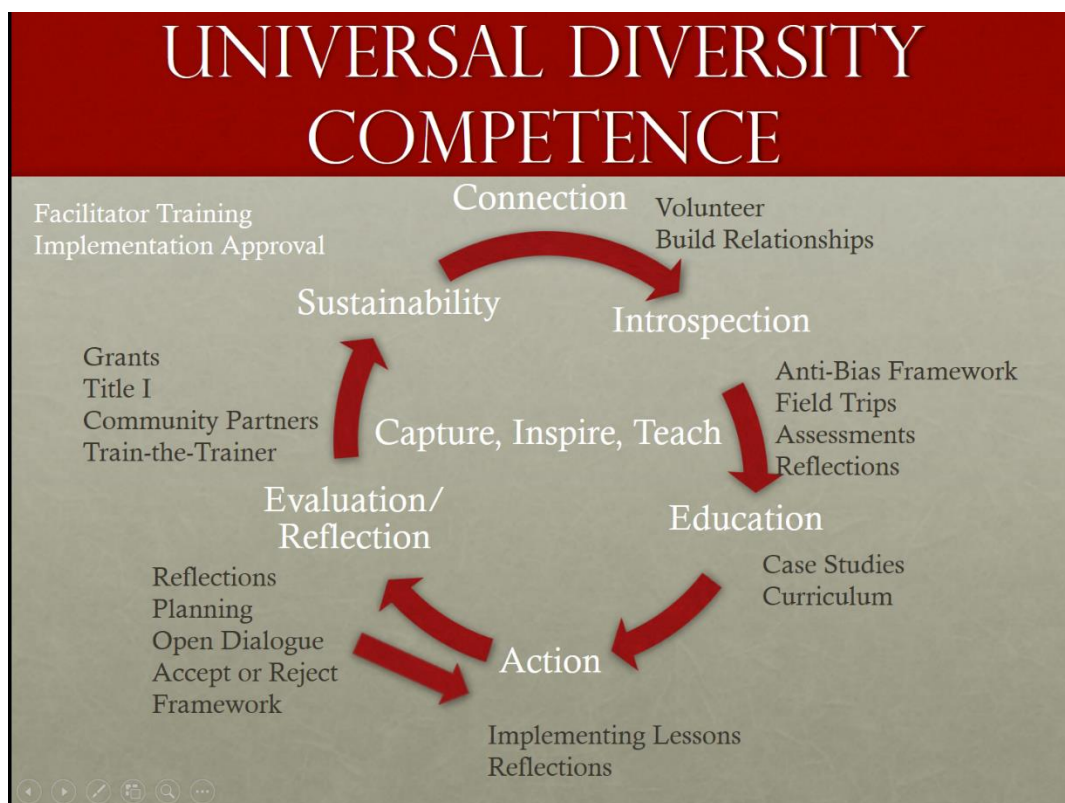 UNIVERSAL DIVERSITY
COMPETENCE
Facilitator Training
Implementation Approval
Connection
Volunteer
Build Relationships
Introspection
Anti-Bias Framework
Field Trips
Assessments
Reflections
Education
Case Studies
Curriculum
Action
Implementing Lessons
Reflections
Evaluation/
Reflection
Reflections
Planning
Open Dialogue
Accept or Reject
Framework
Sustainability
Grants
Title I
Community Partners
Train-the-Trainer
Capture, Inspire, Teach